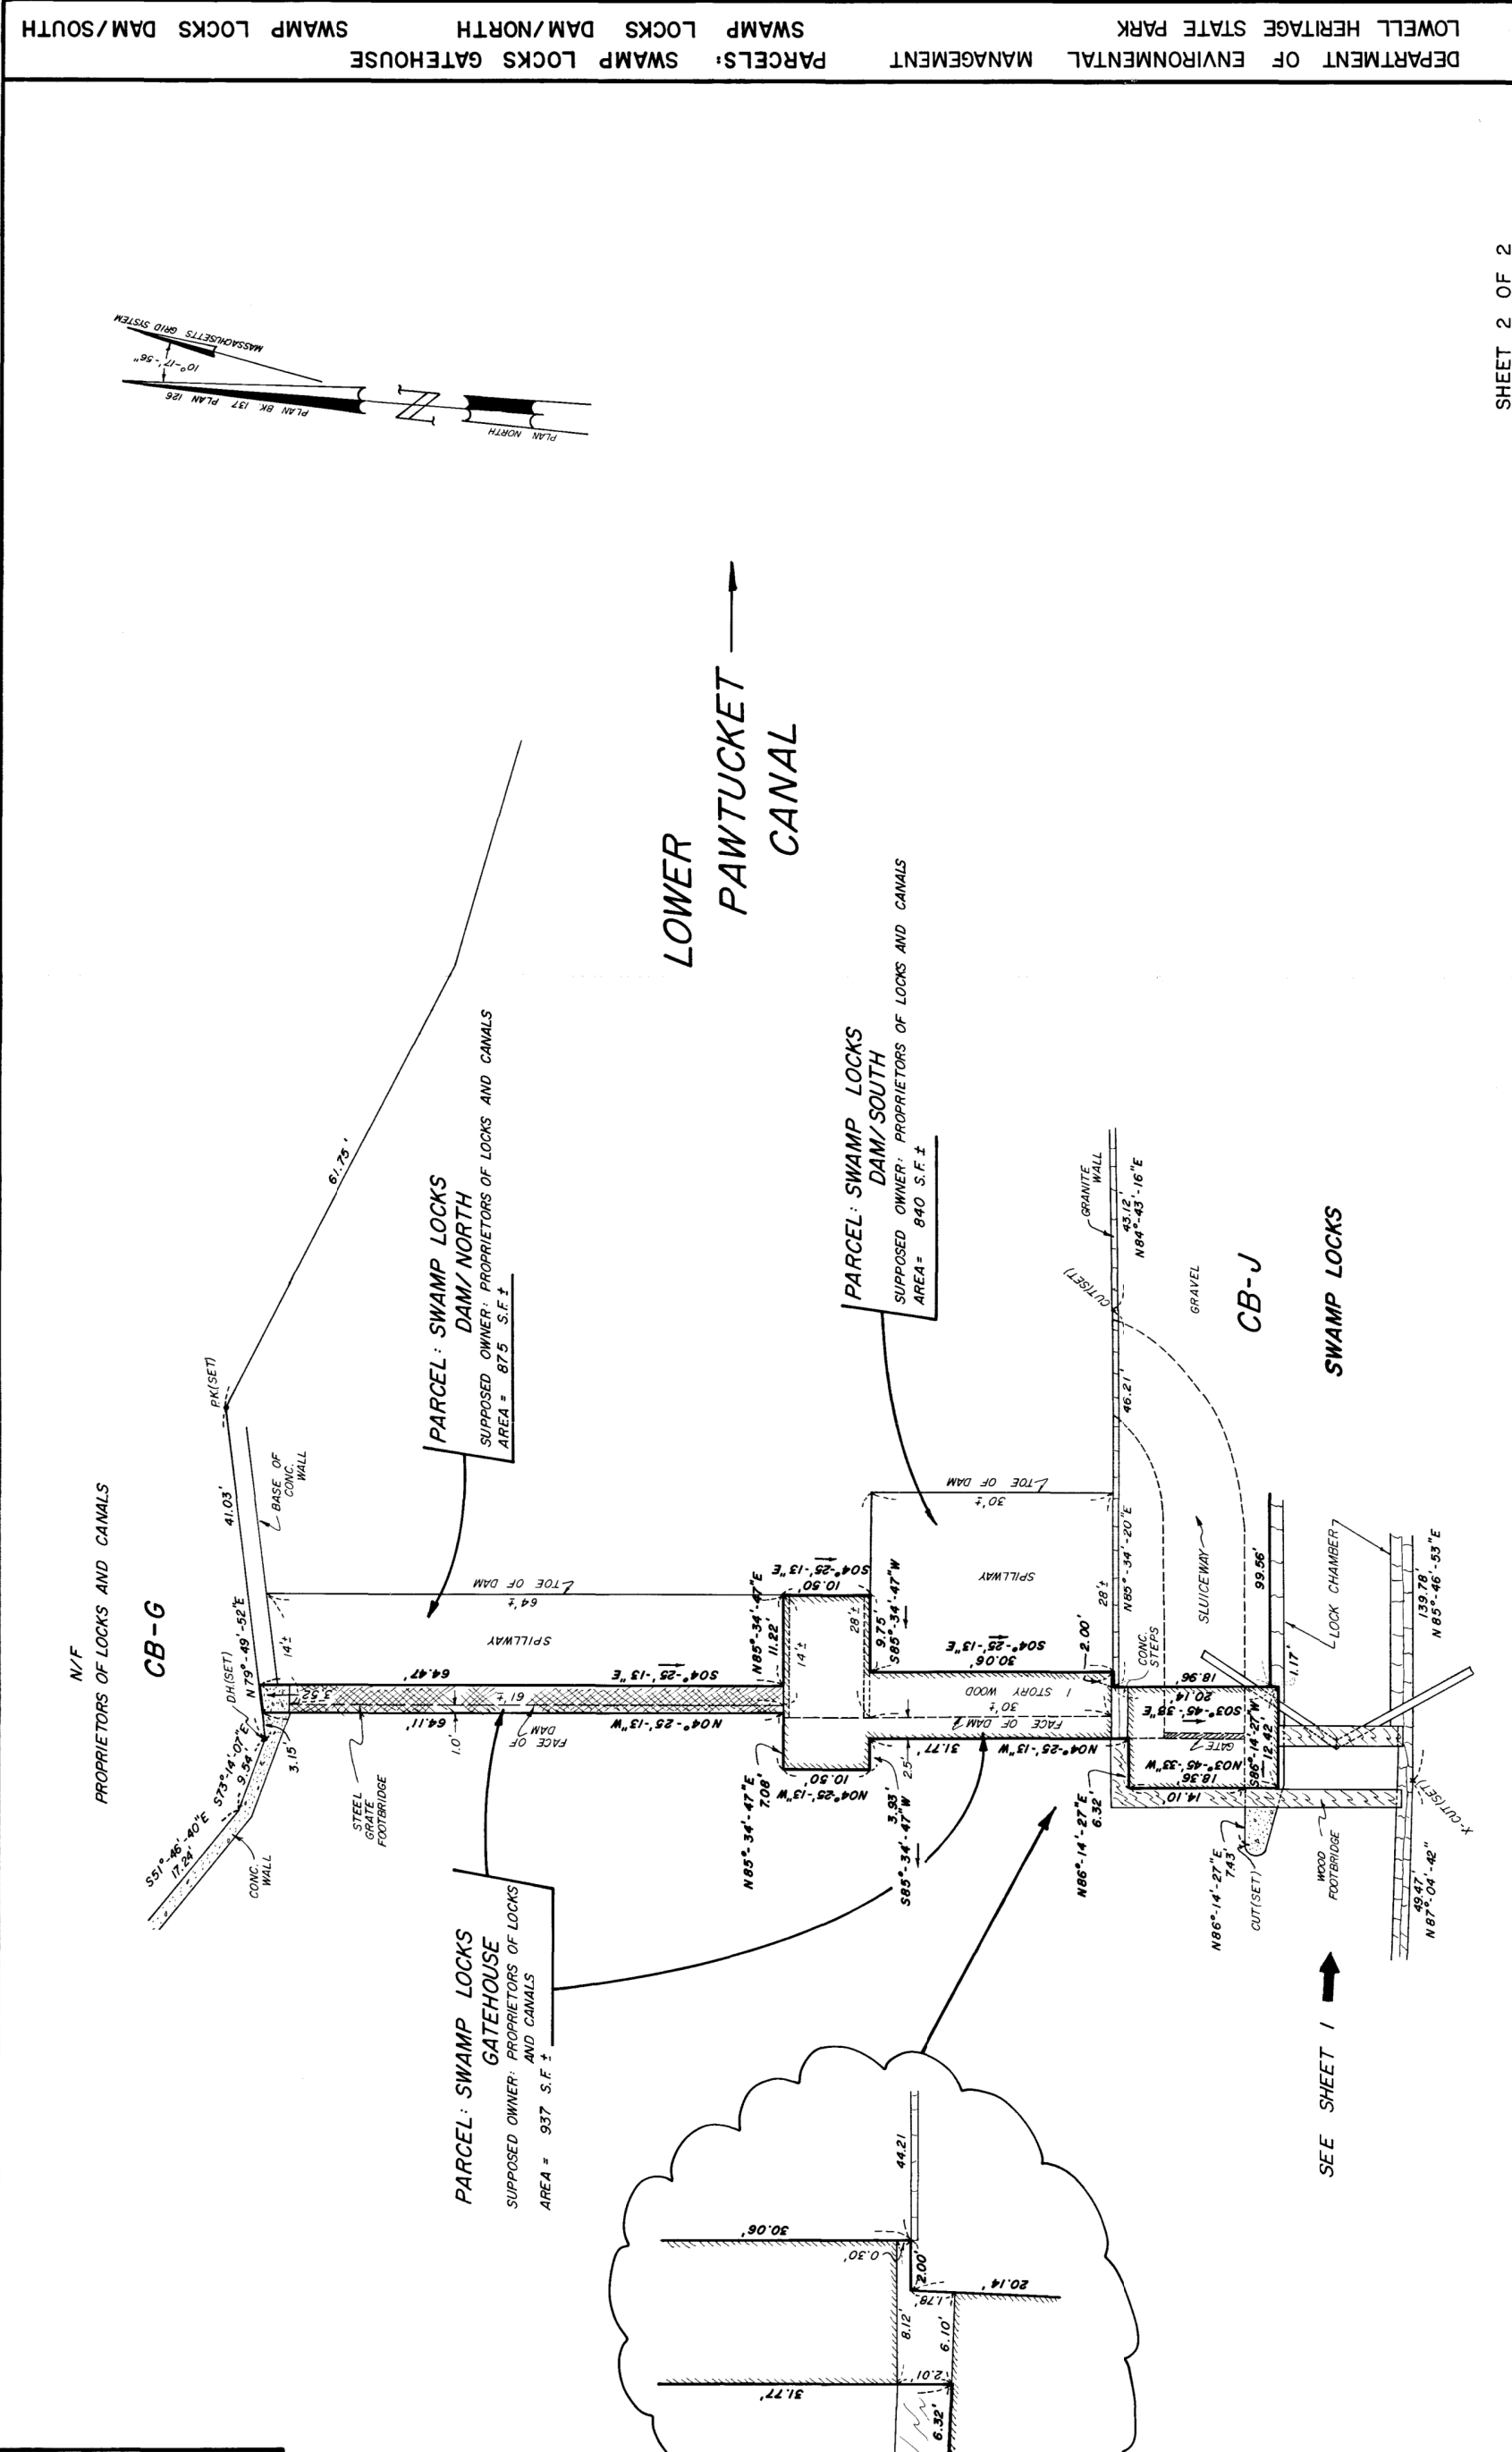 DEPARTMENT OF ENVIRONMENTAL MANAGEMENT
LOWELL HERITAGE STATE PARK
PARCELS: SWAMP LOCKS GATEHOUSE
SWAMP LOCKS DAM/NORTH
SWAMP LOCKS DAM/SOUTH
MASSACHUSETTS GRID SYSTEM
10°-17'-56"
PLAN BK. 137 PLAN 126
N
PLAN NORTH
N/F
PROPRIETORS OF LOCKS AND CANALS
CB-G
S51°-46'-40"E
17.24'
S73°-14'-07"E
9.54'
D.H.(SET)
N79°-49'-52"E
41.03'
P.K.(SET)
61.75'
CONC.
WALL
3.15'
3.52'
14'±
BASE OF
CONC.
WALL
STEEL
GRATE
FOOTBRIDGE
FACE OF
DAM
1.0'
61'±
64.11'
N04°-25'-13"W
64.47'
S04°-25'-13"E
SPILLWAY
64'±
TOE OF DAM
PARCEL: SWAMP LOCKS
DAM/NORTH
SUPPOSED OWNER: PROPRIETORS OF LOCKS AND CANALS
AREA= 875 S.F.±
LOWER
PAWTUCKET
CANAL
PARCEL: SWAMP LOCKS
GATEHOUSE
SUPPOSED OWNER: PROPRIETORS OF LOCKS
AND CANALS
AREA = 937 S.F.±
N85°-34'-47"E
7.08'
N85°-34'-47"E
11.22'
14'±
10.50'
S04°-25'-13"E
10.50'
N04°-25'-13"W
28'±
9.75'
S85°-34'-47"W
3.93'
S85°-34'-47"W
2.5'
31.77'
N04°-25'-13"W
FACE OF DAM
30'±
1 STORY WOOD
30.06'
S04°-25'-13"E
SPILLWAY
30'±
TOE OF DAM
PARCEL: SWAMP LOCKS
DAM/SOUTH
SUPPOSED OWNER: PROPRIETORS OF LOCKS AND CANALS
AREA= 840 S.F.±
N86°-14'-27"E
6.32'
2.00'
28'±
N85°-34'-20"E
46.21'
CUT(SET)
GRANITE
WALL
43.12'
N84°-43'-16"E
CONC.
STEPS
GRAVEL
SLUICEWAY
CB-J
18.96'
20.14'
S03°-45'-38"E
GATE
N03°-45'-33"W
18.36'
14.10'
S86°-14'-27"W
12.42'
N86°-14'-27"E
7.43'
CUT(SET)
99.56'
1.17'
LOCK CHAMBER
SWAMP LOCKS
WOOD
FOOTBRIDGE
139.78'
N85°-46'-53"E
49.47'
N87°-04'-42"
X-CUT(SET)
SEE SHEET 1
30.06'
0.30'
44.21
2.00'
1.78'
20.14'
8.12'
6.10'
2.01'
31.77'
6.32'
SHEET 2 OF 2